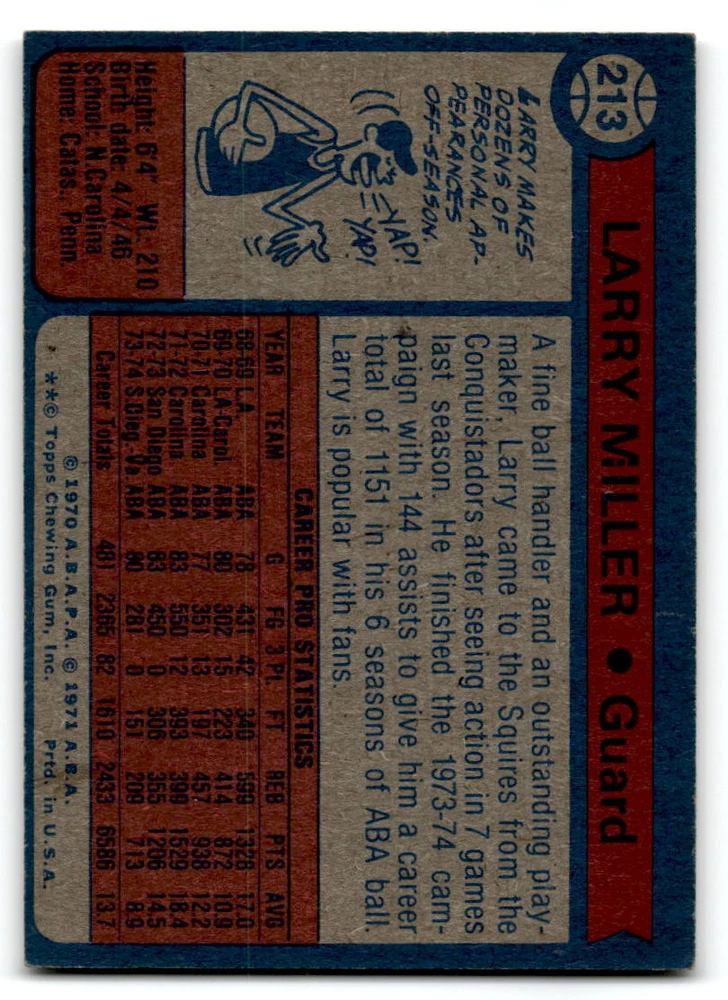 213
LARRY MILLER • Guard
LARRY MAKES
DOZENS OF
PERSONAL AP-
PEARANCES
OFF-SEASON.
YAP!
YAP!
Height: 6'4" Wt.: 210
Birth date: 4/4/46
School: N. Carolina
Home: Catas., Penn.
A fine ball handler and an outstanding play-
maker, Larry came to the Squires from the
Conquistadors after seeing action in 7 games
last season. He finished the 1973-74 cam-
paign with 144 assists to give him a career
total of 1151 in his 6 seasons of ABA ball.
Larry is popular with fans.
CAREER PRO STATISTICS
YEAR TEAM G FG 3 Pt. FT REB PTS AVG
68-69 L.A. ABA 78 431 42 340 599 1328 17.0
69-70 LA-Carol. ABA 80 302 15 223 414 872 10.9
70-71 Carolina ABA 77 351 13 197 457 938 12.2
71-72 Carolina ABA 83 550 12 393 399 1529 18.4
72-73 San Diego ABA 83 450 0 306 355 1206 14.5
73-74 S.Dieg. Va. ABA 80 281 0 151 209 713 8.9
Career Totals 481 2365 82 1610 2433 6586 13.7
© 1970 A.B.A.P.A. © 1971 A.B.A.
**© Topps Chewing Gum, Inc. Prtd. in U.S.A.